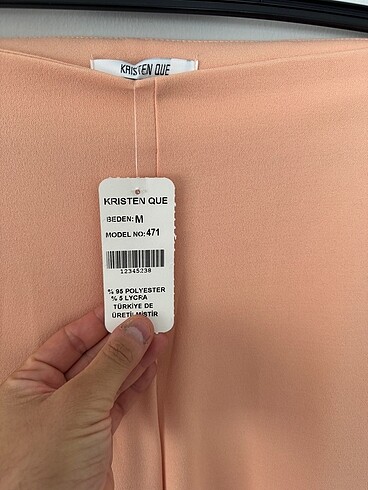 KRISTEN QUE
KRISTEN QUE
BEDEN: M
MODEL NO: 471
12345238
% 95 POLYESTER
% 5 LYCRA
TÜRKİYE DE
ÜRETİLMİŞTİR